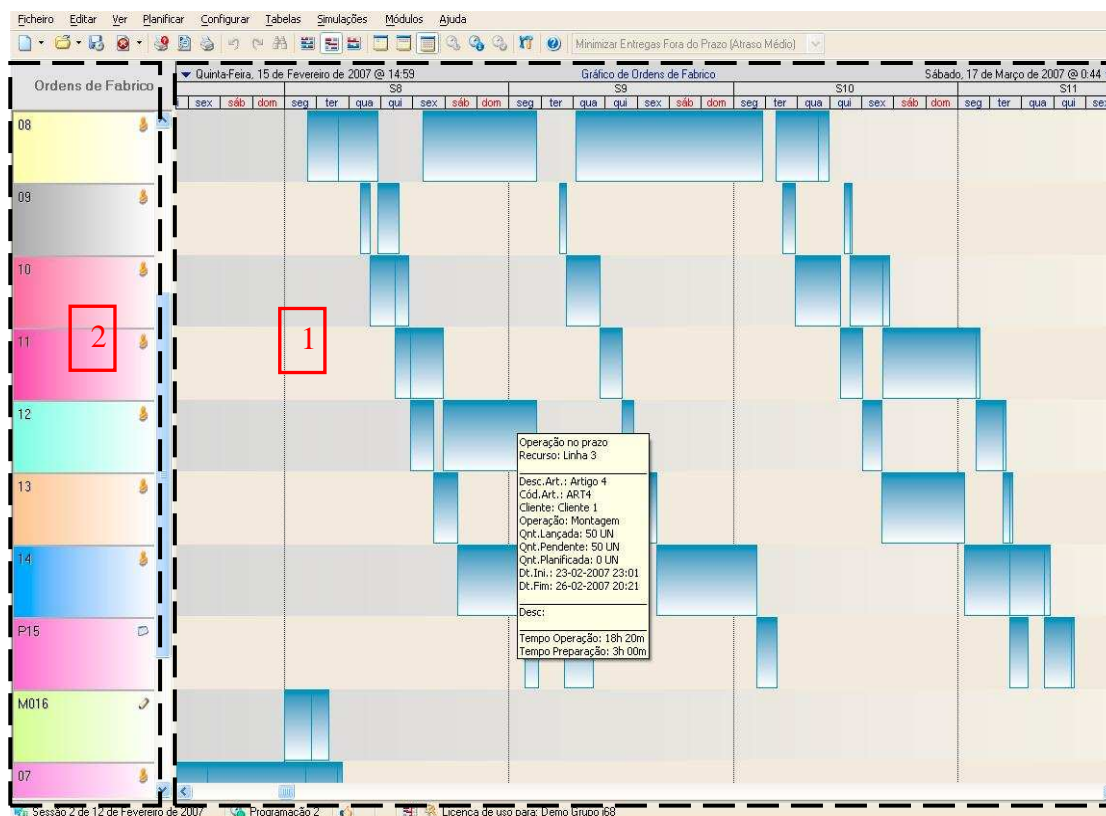 Ficheiro Editar Ver Planificar Configurar Tabelas Simulações Módulos Ajuda
Minimizar Entregas Fora do Prazo (Atraso Médio)
Ordens de Fabrico
Quinta-Feira, 15 de Fevereiro de 2007 @ 14:59 Gráfico de Ordens de Fabrico Sábado, 17 de Março de 2007 @ 0:44
S8 S9 S10 S11
sex sáb dom seg ter qua qui sex sáb dom seg ter qua qui sex sáb dom seg ter qua qui sex sáb dom seg ter qua qui
08
09
10
11
2
1
12
13
14
P15
M016
07
Operação no prazo
Recurso: Linha 3
Desc.Art.: Artigo 4
Cód.Art.: ART4
Cliente: Cliente 1
Operação: Montagem
Qnt.Lançada: 50 UN
Qnt.Pendente: 50 UN
Qnt.Planificada: 0 UN
Dt.Ini.: 23-02-2007 23:01
Dt.Fim: 26-02-2007 20:21
Desc:
Tempo Operação: 18h 20m
Tempo Preparação: 3h 00m
Sessão 2 de 12 de Fevereiro de 2007 Programação 2 Licença de uso para: Demo Grupo i68